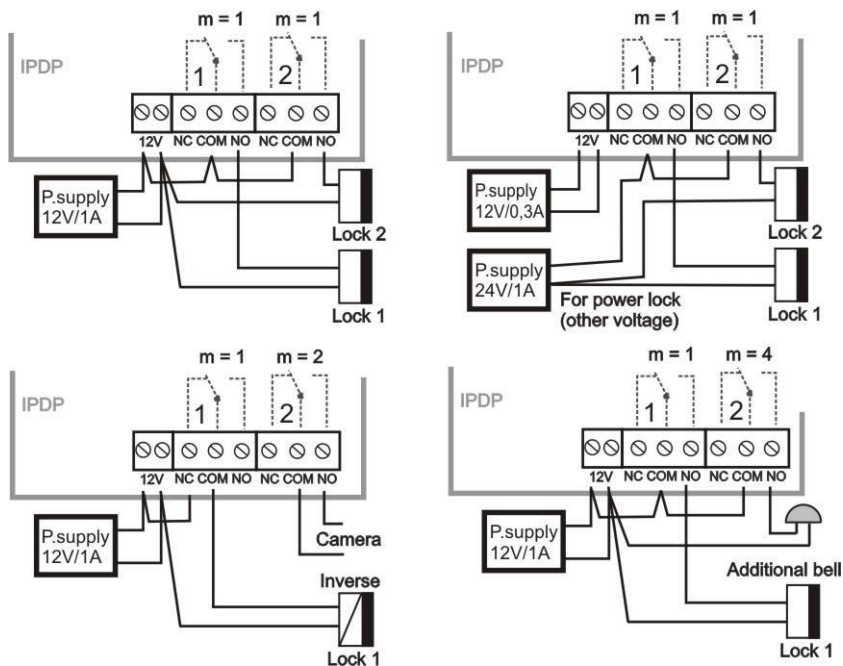 m = 1 m = 1
IPDP
1 2
12V NC COM NO NC COM NO
P.supply
12V/1A
Lock 2
Lock 1
m = 1 m = 1
IPDP
1 2
12V NC COM NO NC COM NO
P.supply
12V/0,3A
Lock 2
P.supply
24V/1A
For power lock
(other voltage)
Lock 1
m = 1 m = 2
IPDP
1 2
12V NC COM NO NC COM NO
P.supply
12V/1A
Camera
Inverse
Lock 1
m = 1 m = 4
IPDP
1 2
12V NC COM NO NC COM NO
P.supply
12V/1A
Additional bell
Lock 1